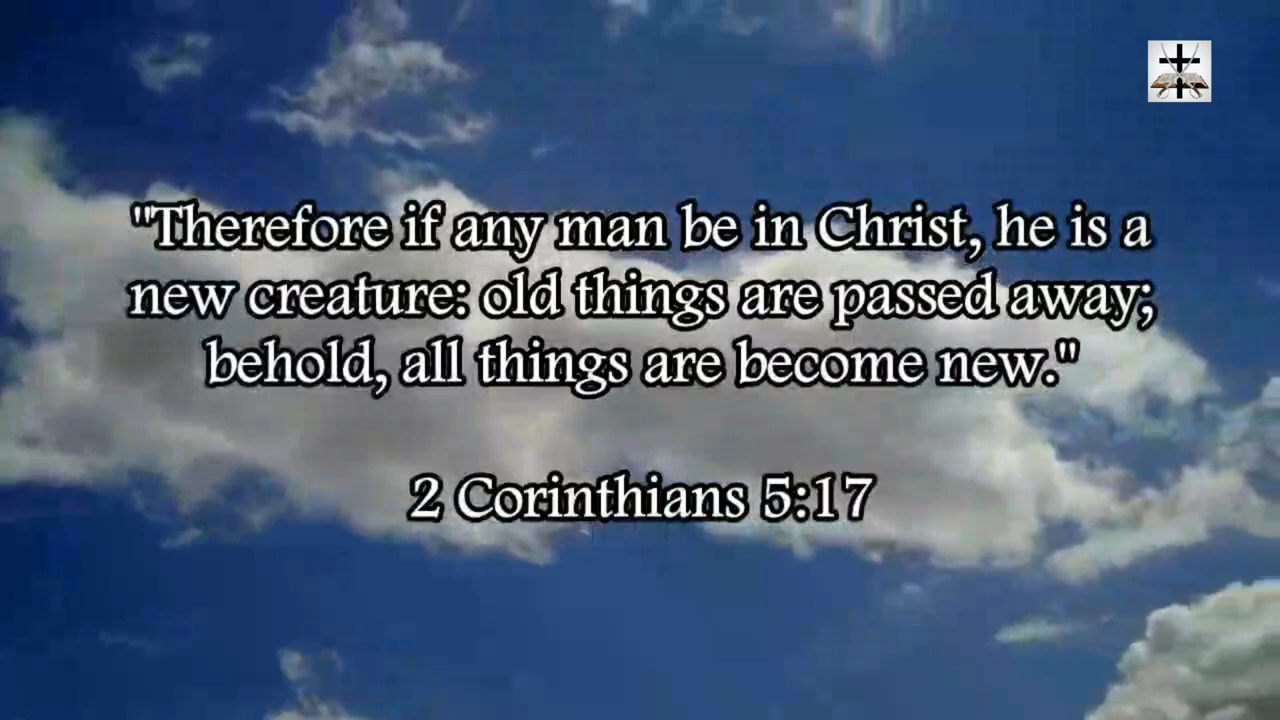 "Therefore if any man be in Christ, he is a
new creature: old things are passed away;
behold, all things are become new."
2 Corinthians 5:17